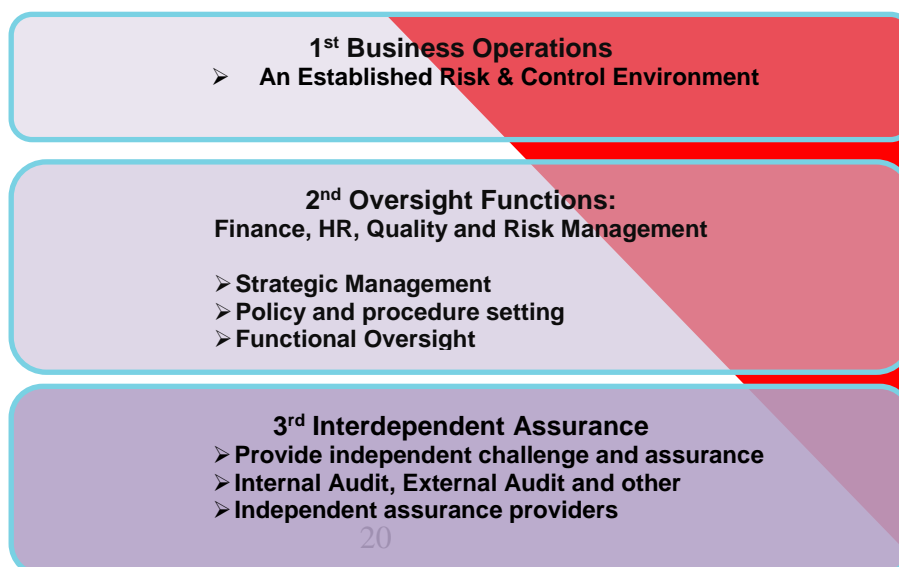 1st Business Operations
➢ An Established Risk & Control Environment
2nd Oversight Functions:
Finance, HR, Quality and Risk Management
➢ Strategic Management
➢ Policy and procedure setting
➢ Functional Oversight
3rd Interdependent Assurance
➢ Provide independent challenge and assurance
➢ Internal Audit, External Audit and other
➢ Independent assurance providers
20